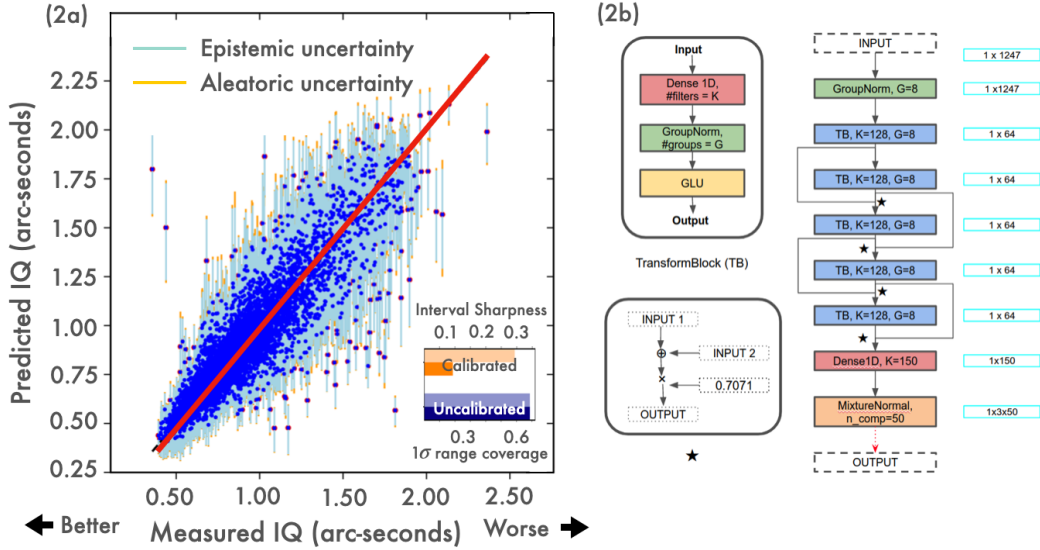 (2a)
Epistemic uncertainty
Aleatoric uncertainty
Predicted IQ (arc-seconds)
2.25
2.00
1.75
1.50
1.25
1.00
0.75
0.50
0.25
Interval Sharpness
0.1 0.2 0.3
Calibrated
Uncalibrated
0.3 0.6
1σ range coverage
0.50 1.00 1.50 2.00 2.50
Better
Measured IQ (arc-seconds)
Worse
(2b)
Input
Dense 1D,
#filters = K
GroupNorm,
#groups = G
GLU
Output
TransformBlock (TB)
INPUT 1
INPUT 2
⊕
×
0.7071
OUTPUT
★
INPUT
1 x 1247
GroupNorm, G=8
1 x1247
TB, K=128, G=8
1 x 64
TB, K=128, G=8
1 x 64
★
TB, K=128, G=8
1 x 64
★
TB, K=128, G=8
1 x 64
★
TB, K=128, G=8
1 x 64
★
Dense1D, K=150
1x150
MixtureNormal,
n_comp=50
1x3x50
OUTPUT